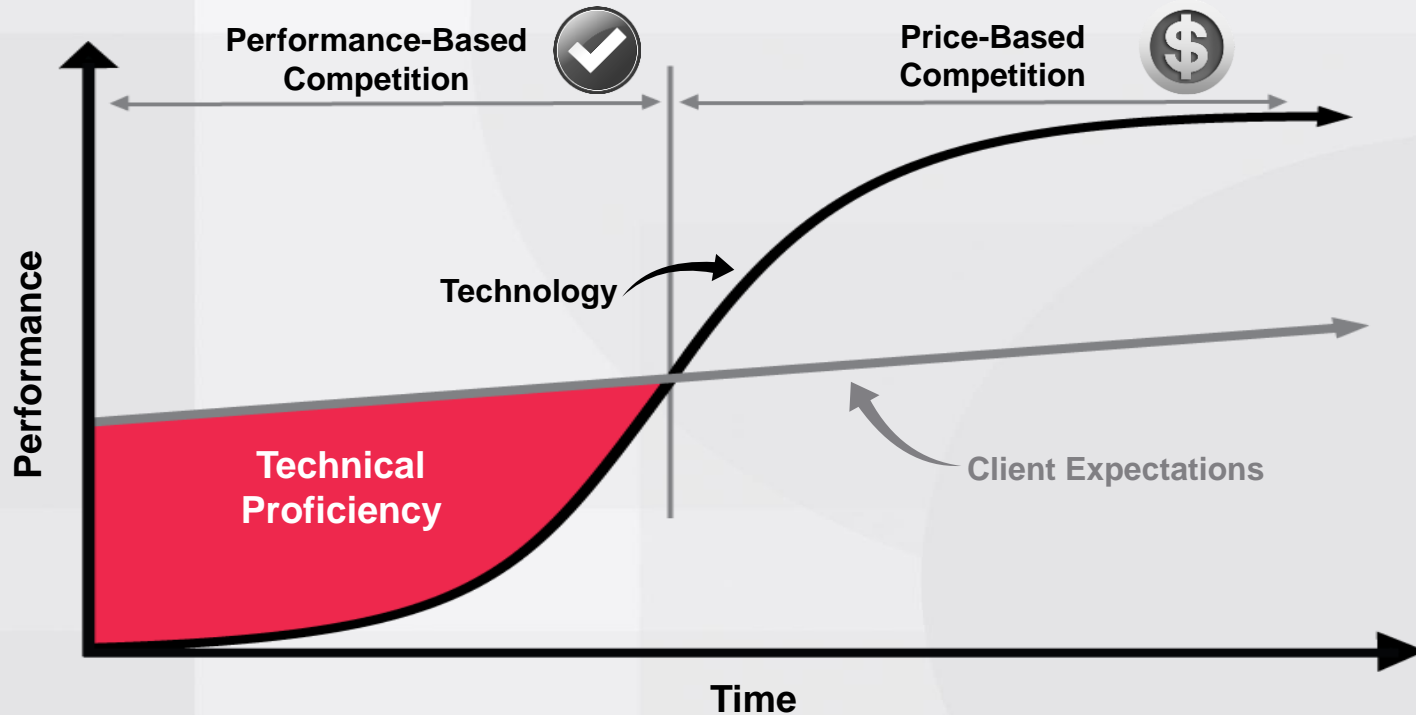 Performance-Based
Competition
Price-Based
Competition
$
Technology
Performance
Technical
Proficiency
Client Expectations
Time